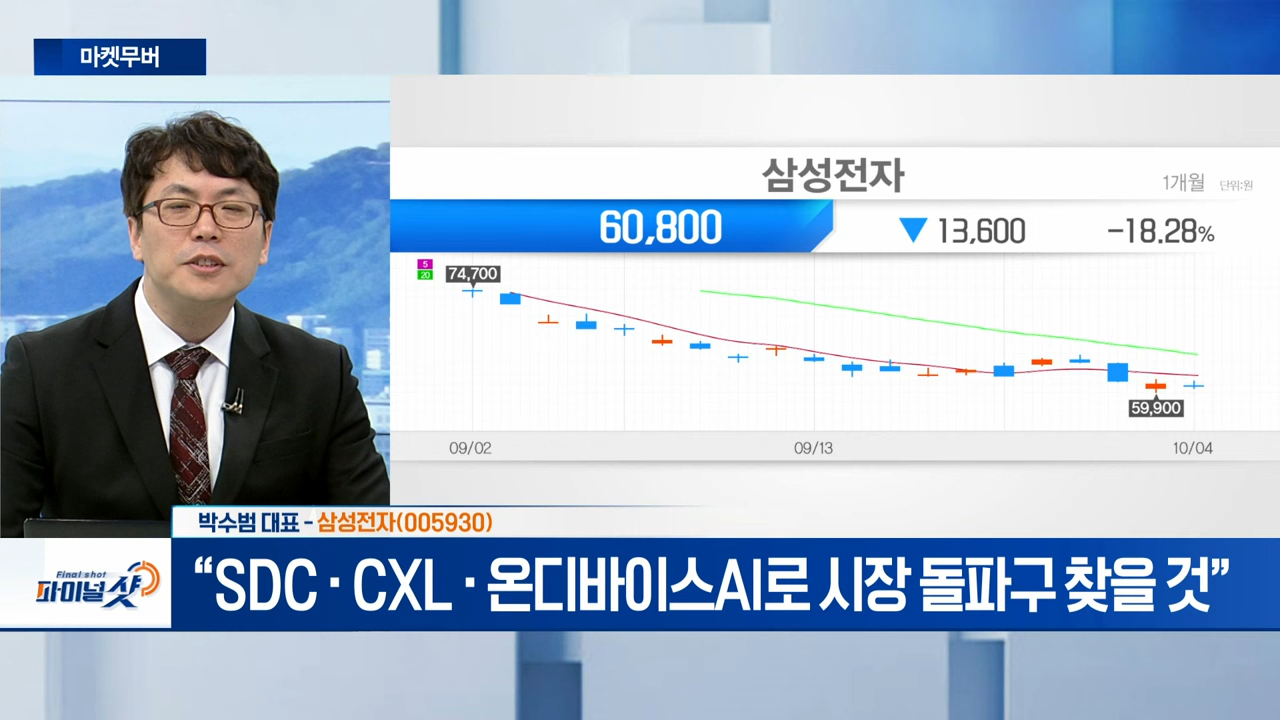 마켓무버
삼성전자
1개월 단위:원
60,800 ▼ 13,600 -18.28%
5
20
74,700
59,900
09/02 09/13 10/04
박수범 대표 - 삼성전자(005930)
Final shot
파이널샷
“SDC · CXL · 온디바이스AI로 시장 돌파구 찾을 것”